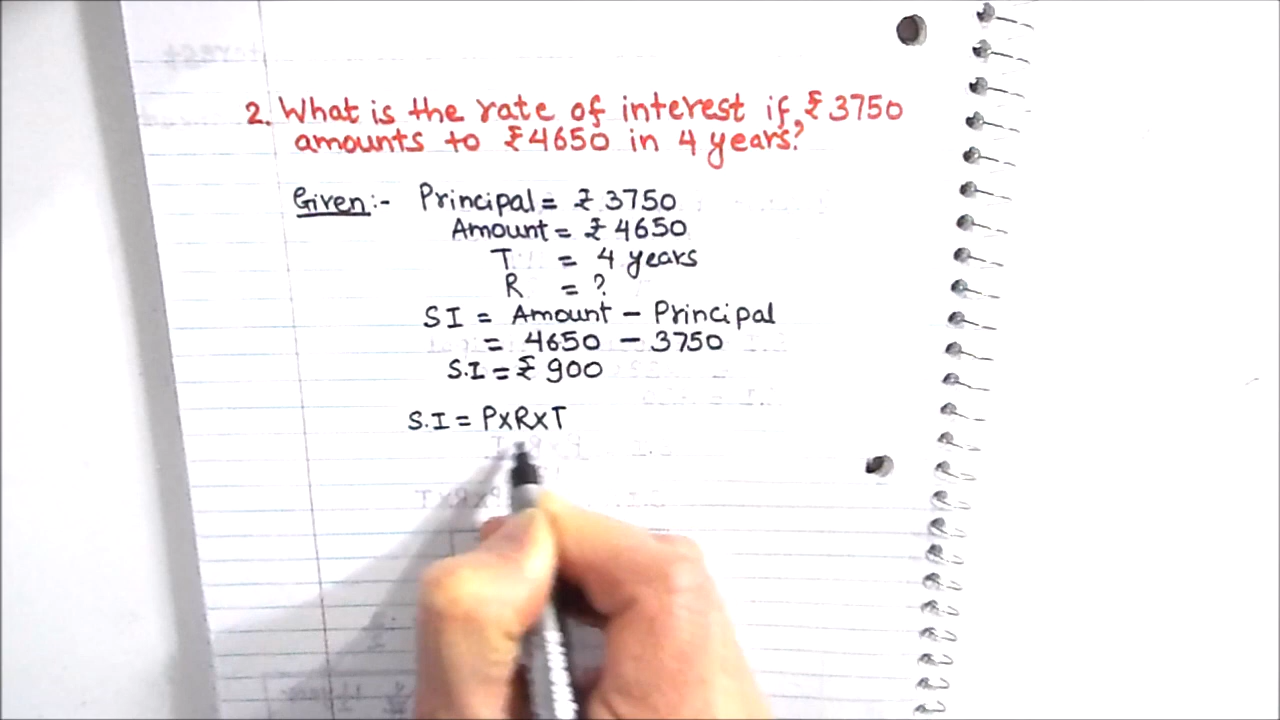 2. What is the rate of interest if ₹3750
amounts to ₹4650 in 4 years?
Given:- Principal = ₹ 3750
Amount = ₹ 4650
T = 4 years
R = ?
SI = Amount - Principal
= 4650 - 3750
S.I = ₹ 900
S.I = P×R×T